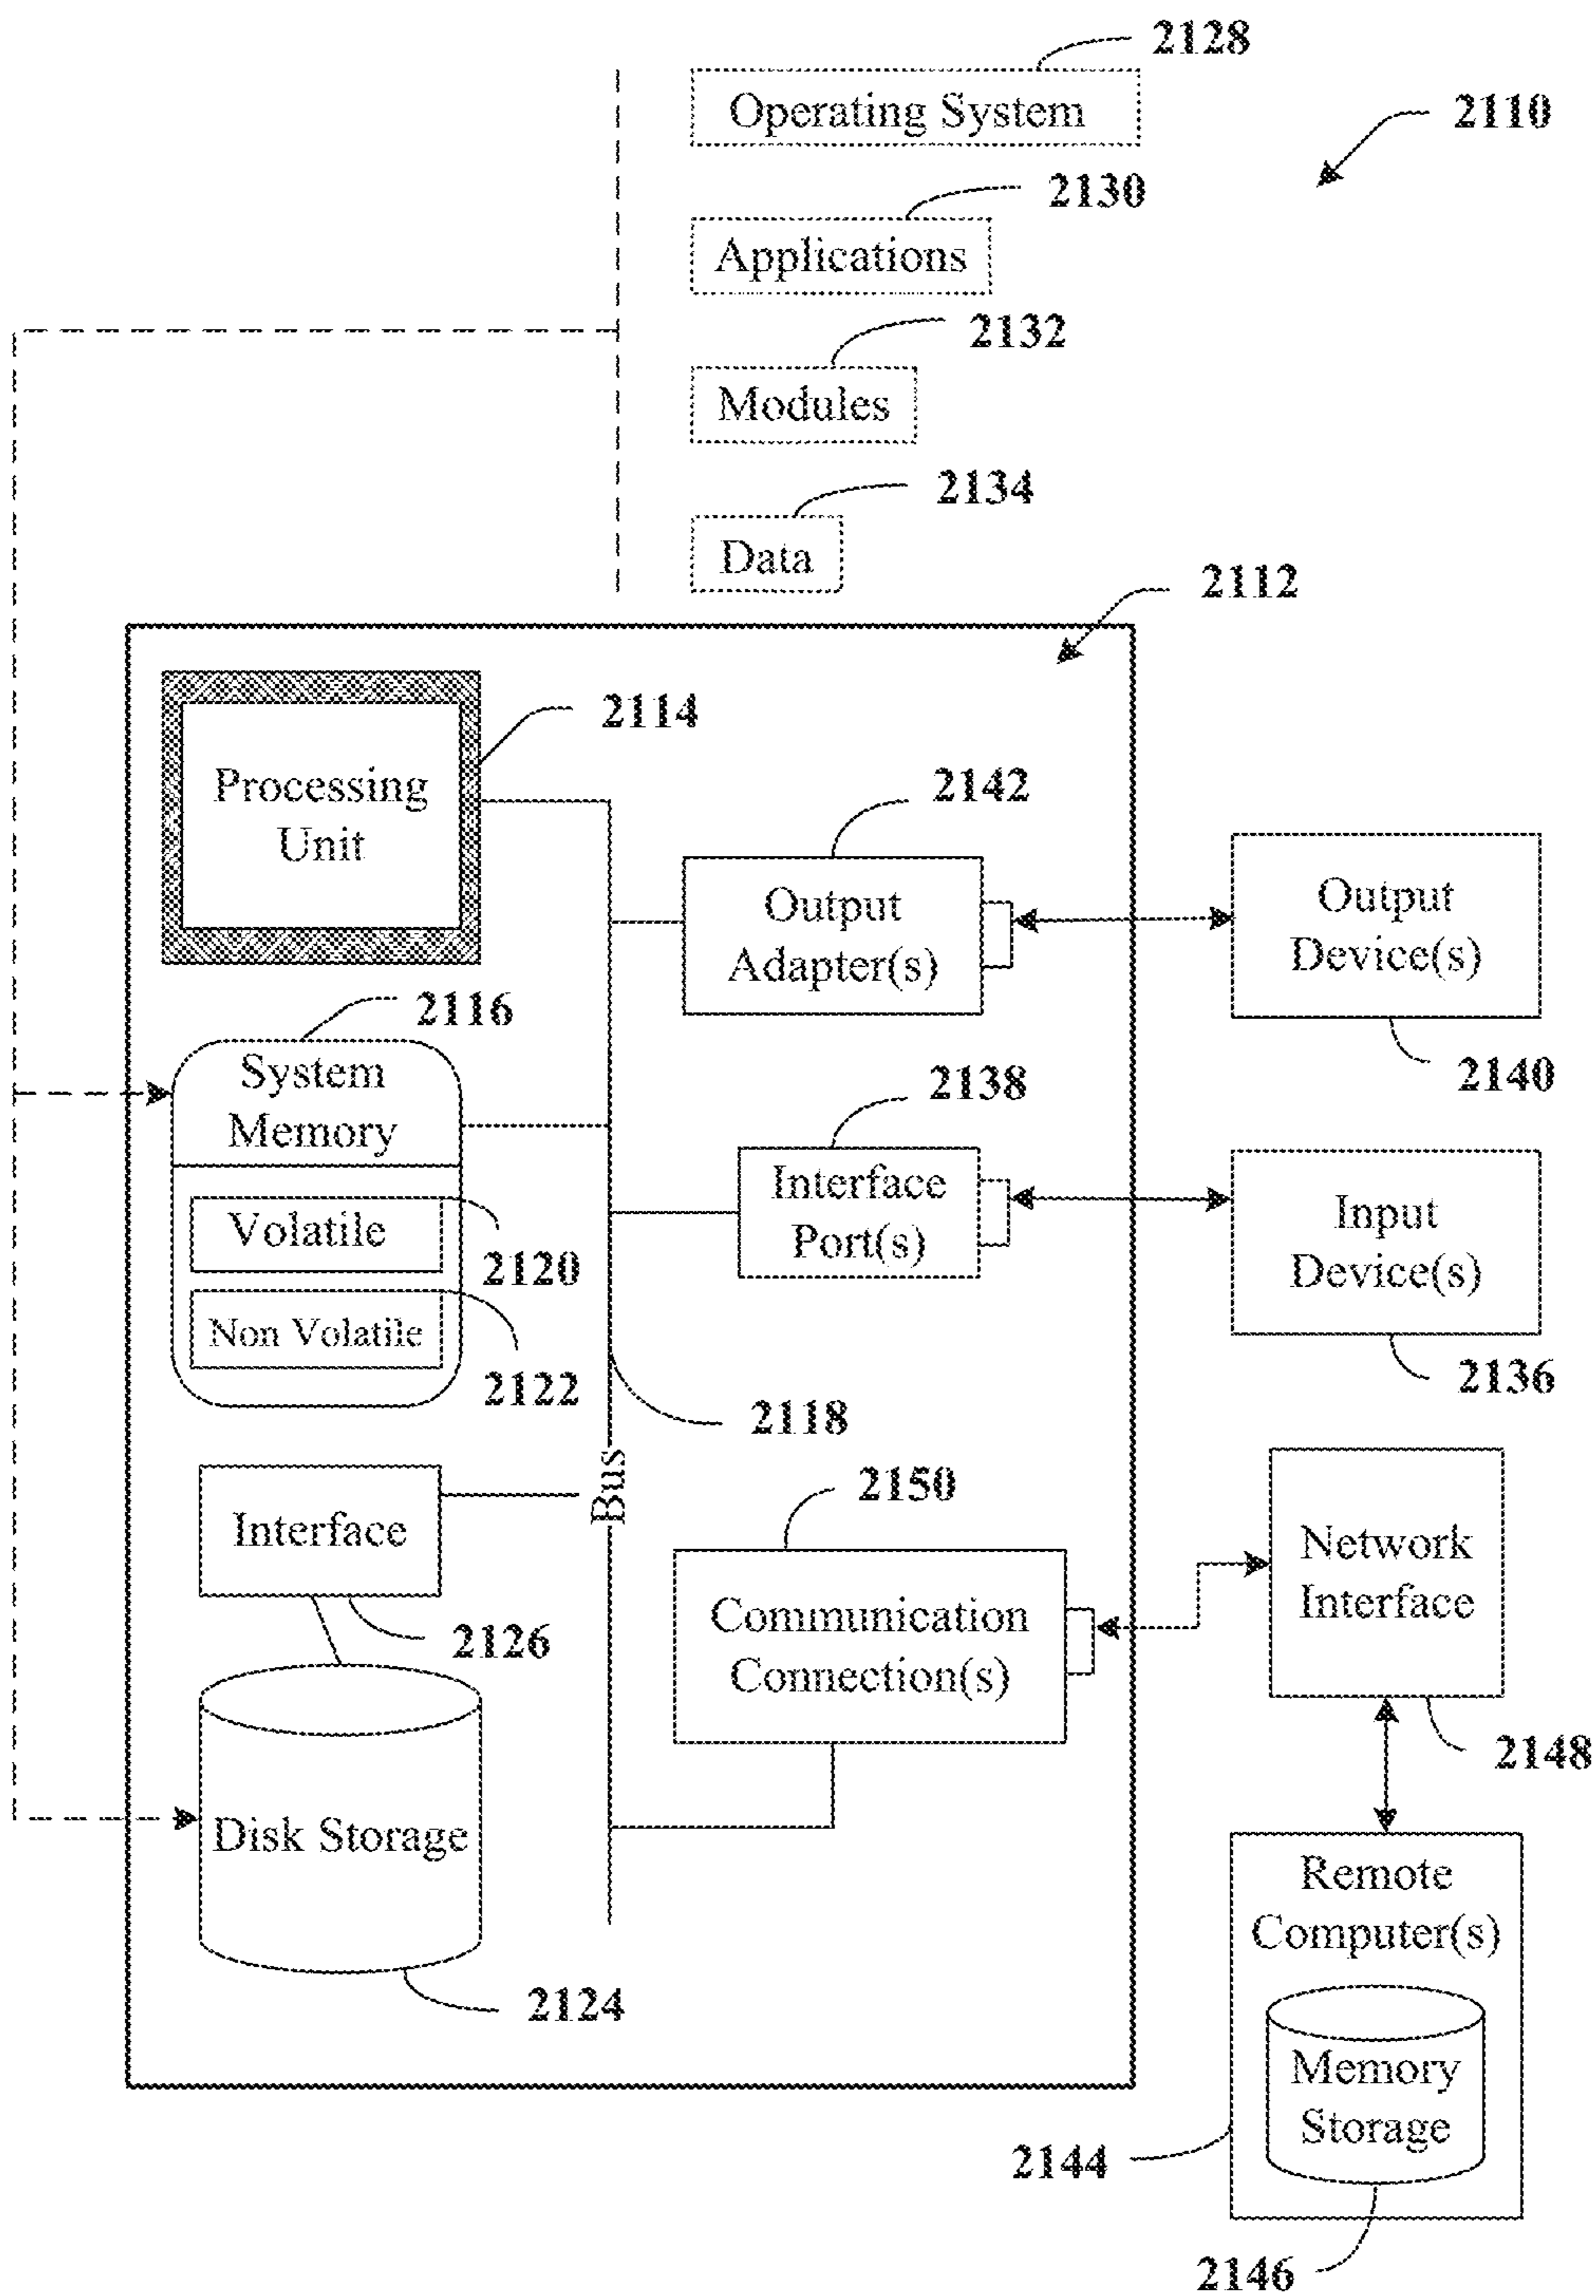 2128
Operating System
2110
2130
Applications
2132
Modules
2134
Data
2112
2114
Processing
Unit
2142
Output
Adapter(s)
Output
Device(s)
2140
2116
System
Memory
Volatile
2120
Non Volatile
2122
2138
Interface
Port(s)
Input
Device(s)
2136
2118
Bus
Interface
2126
2150
Communication
Connection(s)
Network
Interface
2148
Disk Storage
2124
Remote
Computer(s)
Memory
Storage
2144
2146